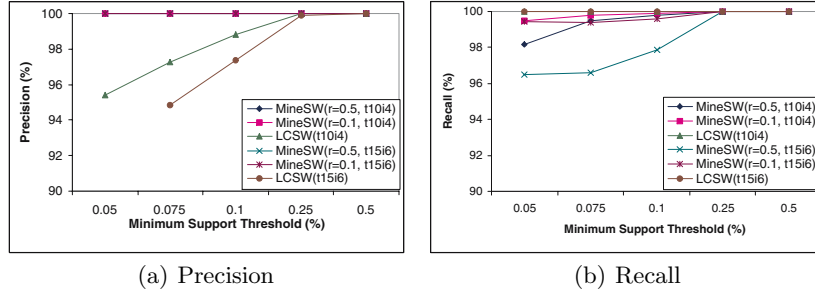 100
98
96
94
92
90
Precision (%)
MineSW(r=0.5, t10i4)
MineSW(r=0.1, t10i4)
LCSW(t10i4)
MineSW(r=0.5, t15i6)
MineSW(r=0.1, t15i6)
LCSW(t15i6)
0.05 0.075 0.1 0.25 0.5
Minimum Support Threshold (%)
(a) Precision
100
98
96
94
92
90
Recall (%)
MineSW(r=0.5, t10i4)
MineSW(r=0.1, t10i4)
LCSW(t10i4)
MineSW(r=0.5, t15i6)
MineSW(r=0.1, t15i6)
LCSW(t15i6)
0.05 0.075 0.1 0.25 0.5
Minimum Support Threshold (%)
(b) Recall